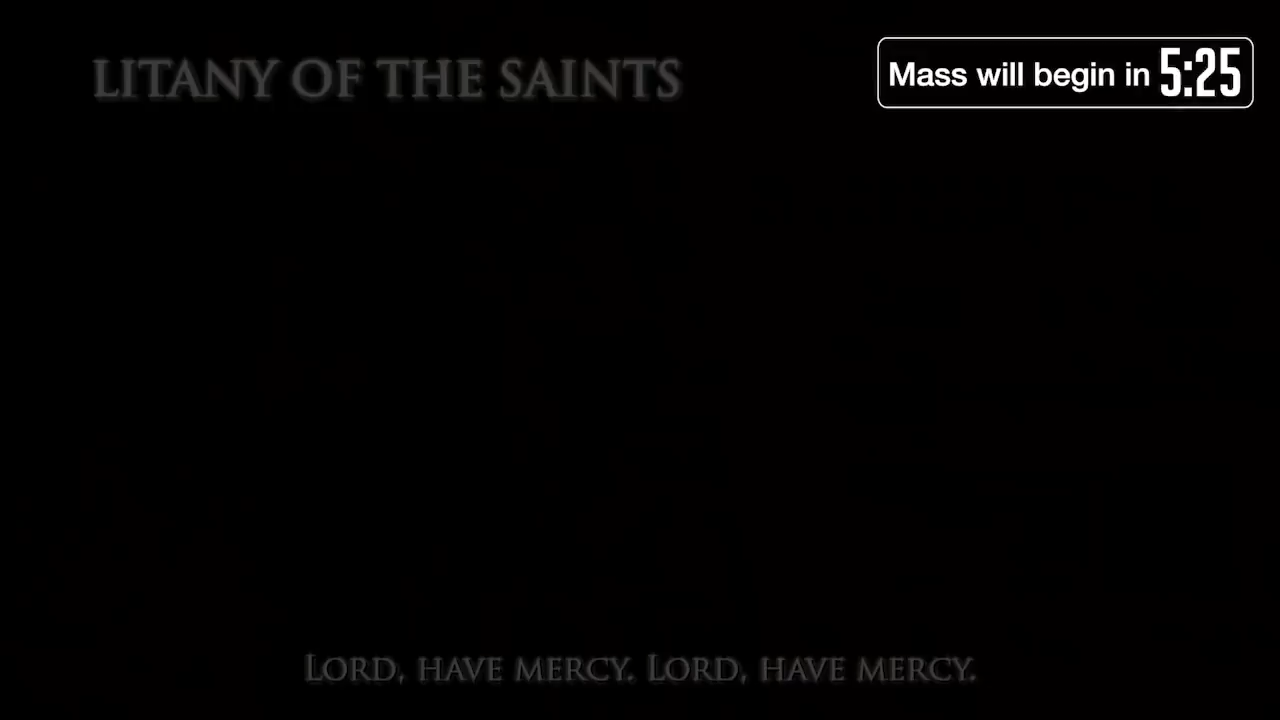 LITANY OF THE SAINTS
Mass will begin in 5:25
LORD, HAVE MERCY. LORD, HAVE MERCY.